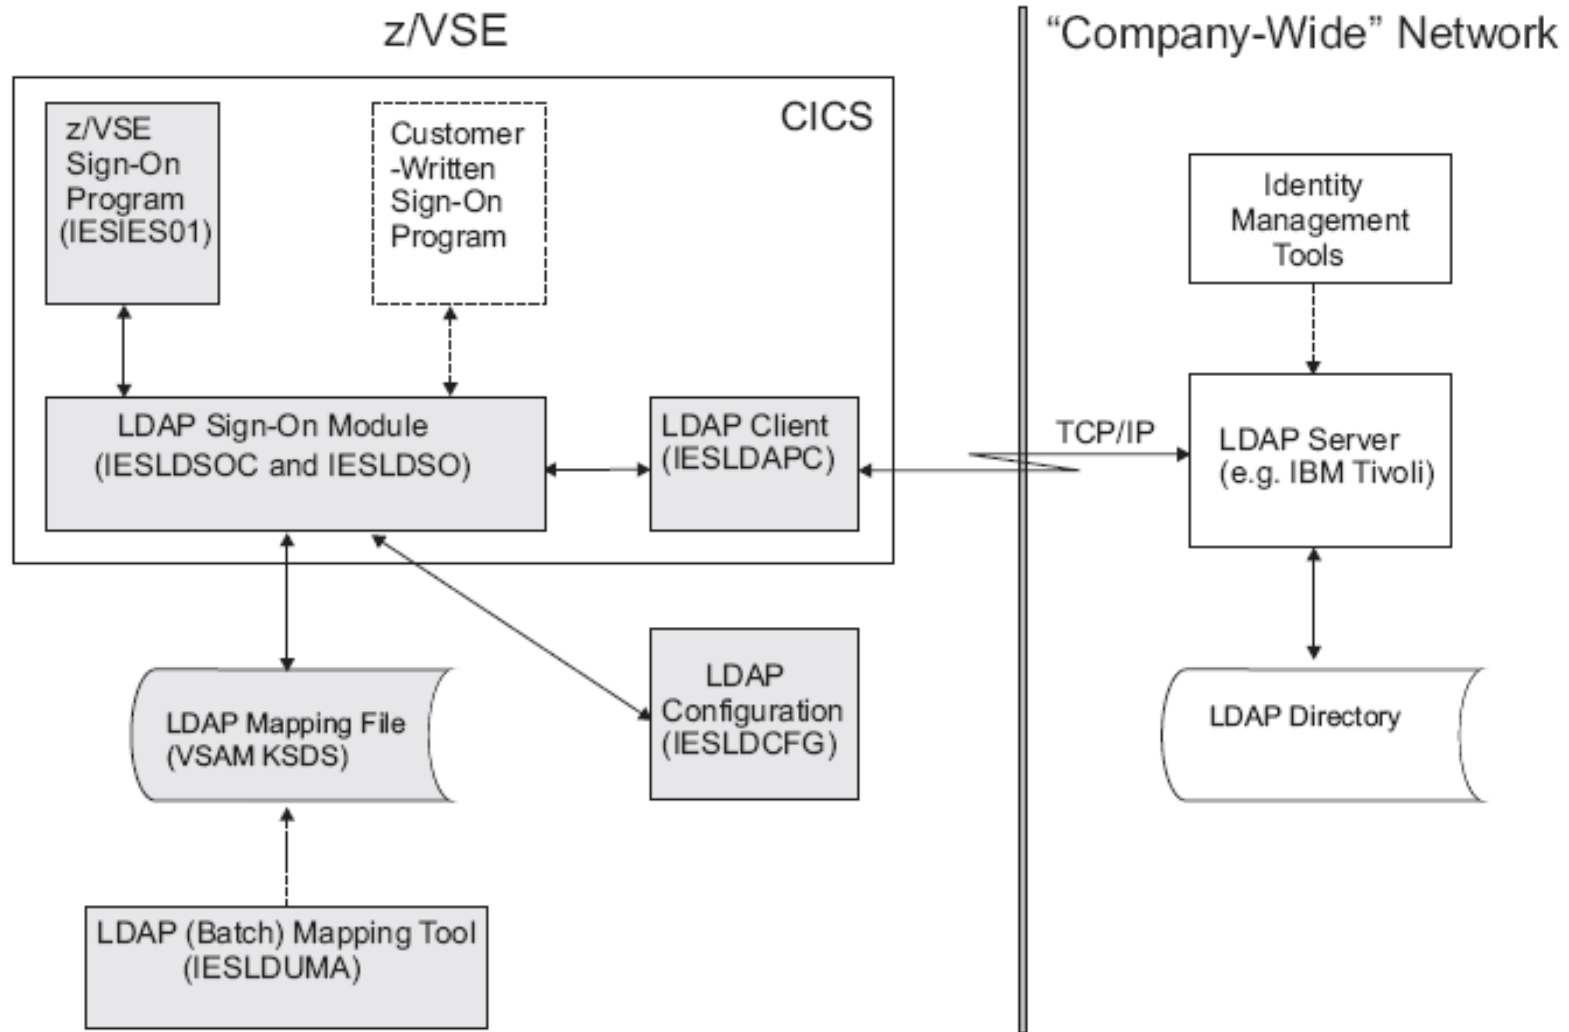 z/VSE
“Company-Wide” Network
CICS
z/VSE
Sign-On
Program
(IESIES01)
Customer
-Written
Sign-On
Program
Identity
Management
Tools
LDAP Sign-On Module
(IESLDSOC and IESLDSO)
LDAP Client
(IESLDAPC)
TCP/IP
LDAP Server
(e.g. IBM Tivoli)
LDAP Mapping File
(VSAM KSDS)
LDAP
Configuration
(IESLDCFG)
LDAP Directory
LDAP (Batch) Mapping Tool
(IESLDUMA)